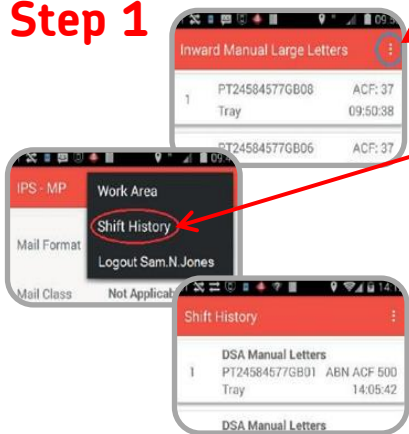 Step 1
Inward Manual Large Letters
1 PT24584577GB08 ACF: 37
Tray 09:50:38
PT24584577GB06 ACF: 37
IPS - MP
Work Area
Shift History
Logout Sam.N.Jones
Mail Format
Mail Class Not Applicab
14:1
Shift History
DSA Manual Letters
1 PT24584577GB01 ABN ACF 500
Tray 14:05:42
DSA Manual Letters